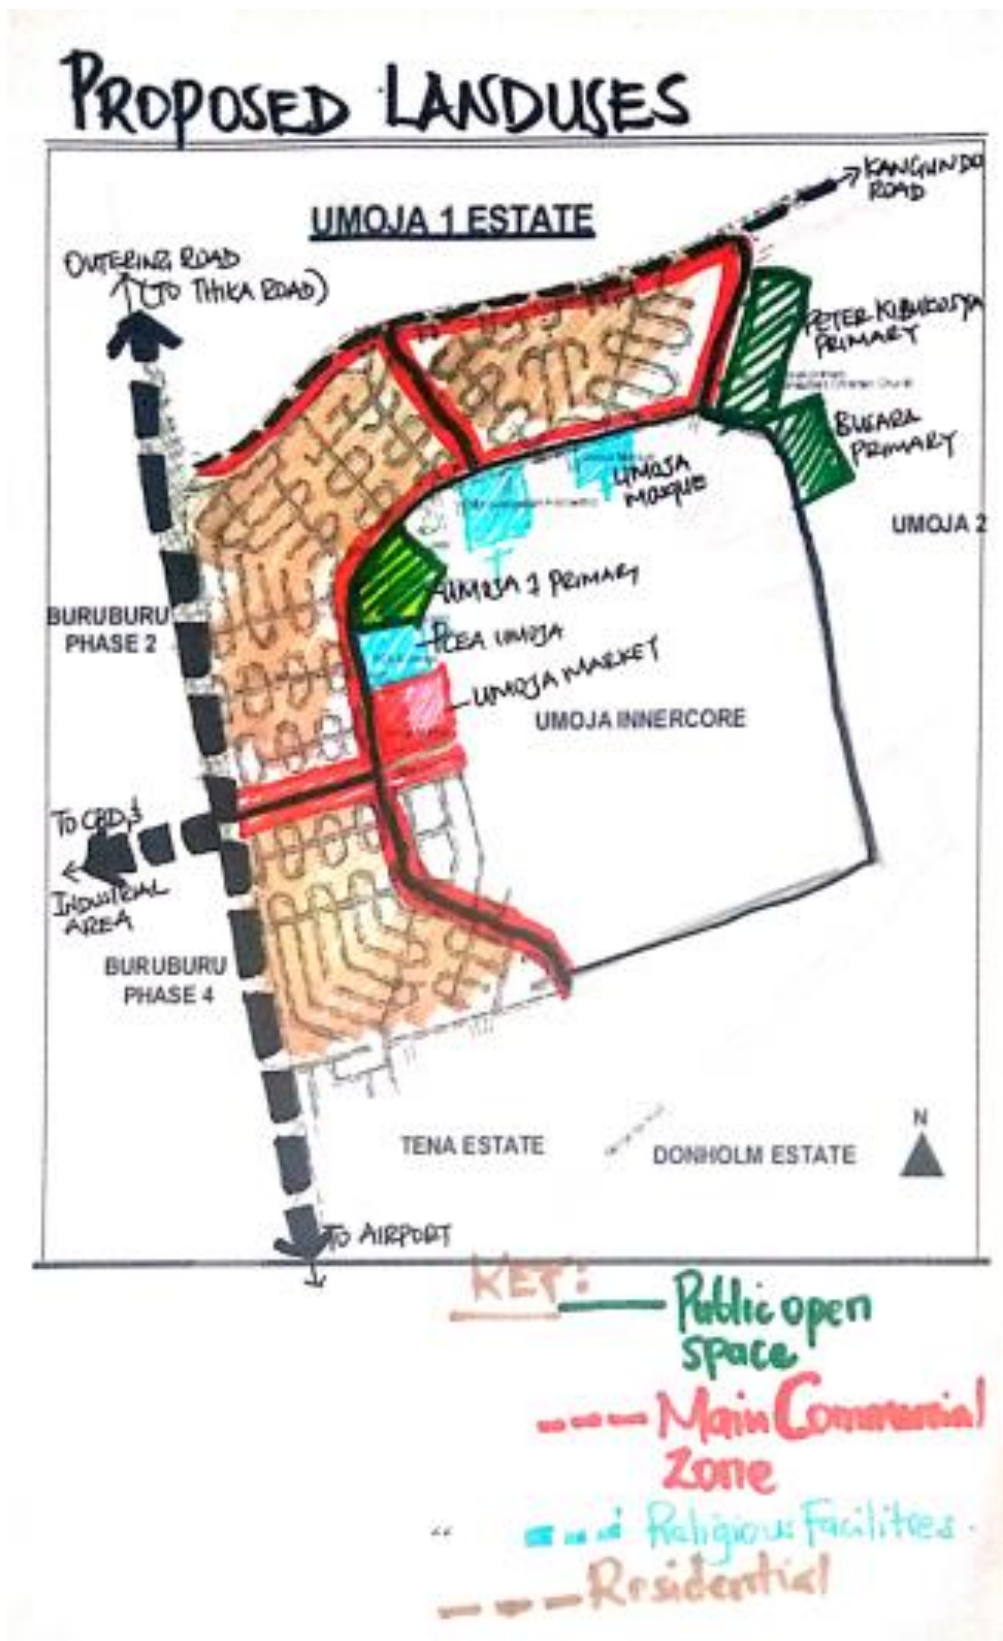 PROPOSED LANDUSES
KANGUNDO
ROAD
UMOJA 1 ESTATE
OUTERING ROAD
(TO THIKA ROAD)
PETER KIBUKOSYA
PRIMARY
BUFARA
PRIMARY
UMOJA
MOSQUE
UMOJA 2
UMOJA 1 PRIMARY
BURUBURU
PHASE 2
PCEA UMOJA
UMOJA MARKET
UMOJA INNERCORE
TO CBD &
INDUSTRIAL
AREA
BURUBURU
PHASE 4
N
TENA ESTATE
DONHOLM ESTATE
TO AIRPORT
KEY:
Public open
space
Main Commercial
Zone
Religious Facilities.
Residential